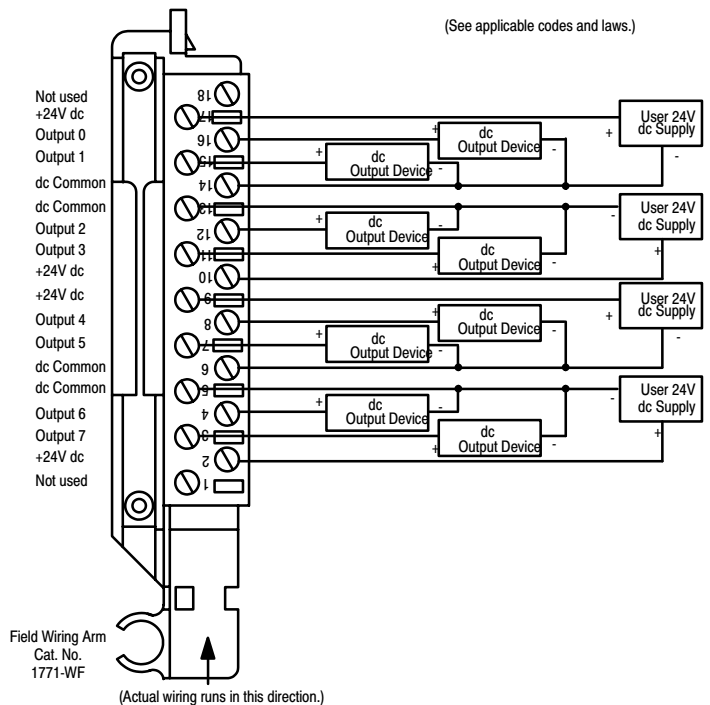 (See applicable codes and laws.)
Not used
+24V dc
Output 0
Output 1
dc Common
dc Common
Output 2
Output 3
+24V dc
+24V dc
Output 4
Output 5
dc Common
dc Common
Output 6
Output 7
+24V dc
Not used
18
17
16
15
14
13
12
11
10
9
8
7
6
5
4
3
2
1
+
dc
Output Device
-
+
dc
Output Device
-
+
User 24V
dc Supply
-
+
dc
Output Device
-
+
dc
Output Device
-
-
User 24V
dc Supply
+
+
dc
Output Device
-
+
dc
Output Device
-
+
User 24V
dc Supply
-
+
dc
Output Device
-
+
dc
Output Device
-
-
User 24V
dc Supply
+
Field Wiring Arm
Cat. No.
1771-WF
(Actual wiring runs in this direction.)